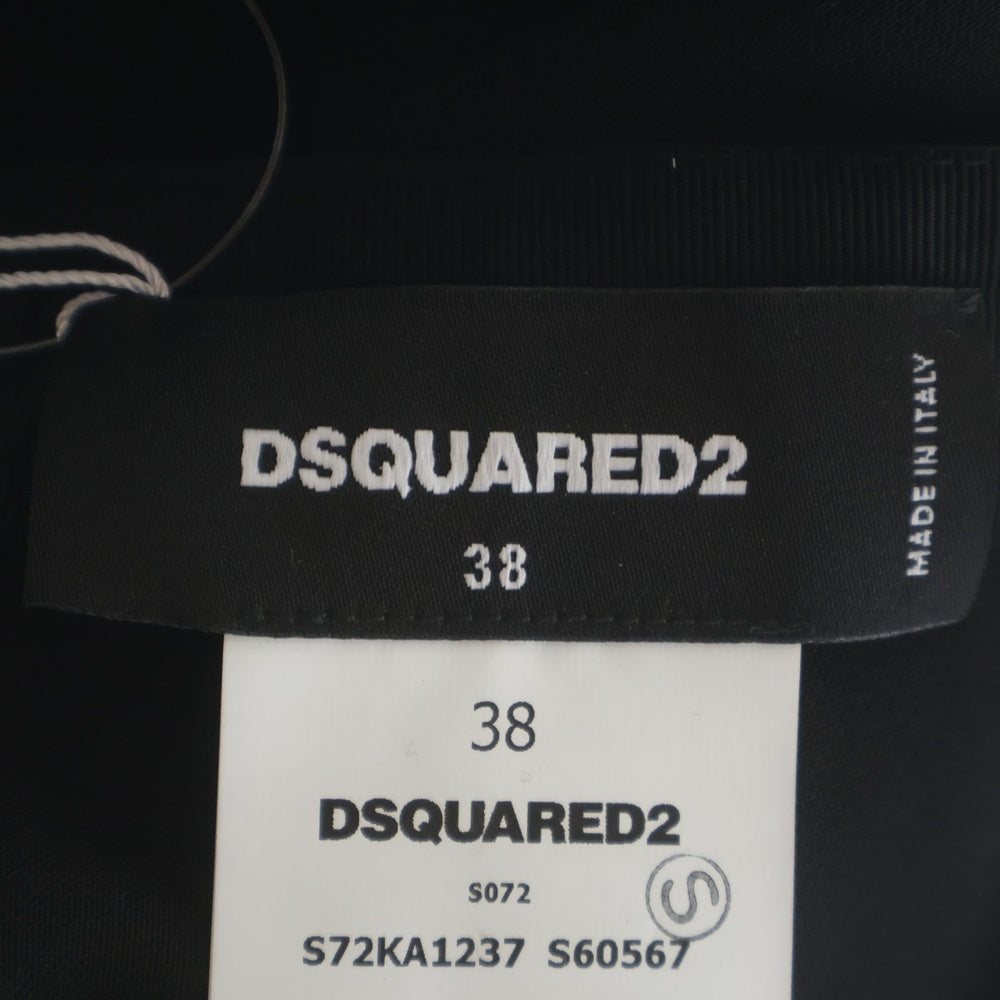 DSQUARED2
38
MADE IN ITALY
38
DSQUARED2
S072
S
S72KA1237 S60567